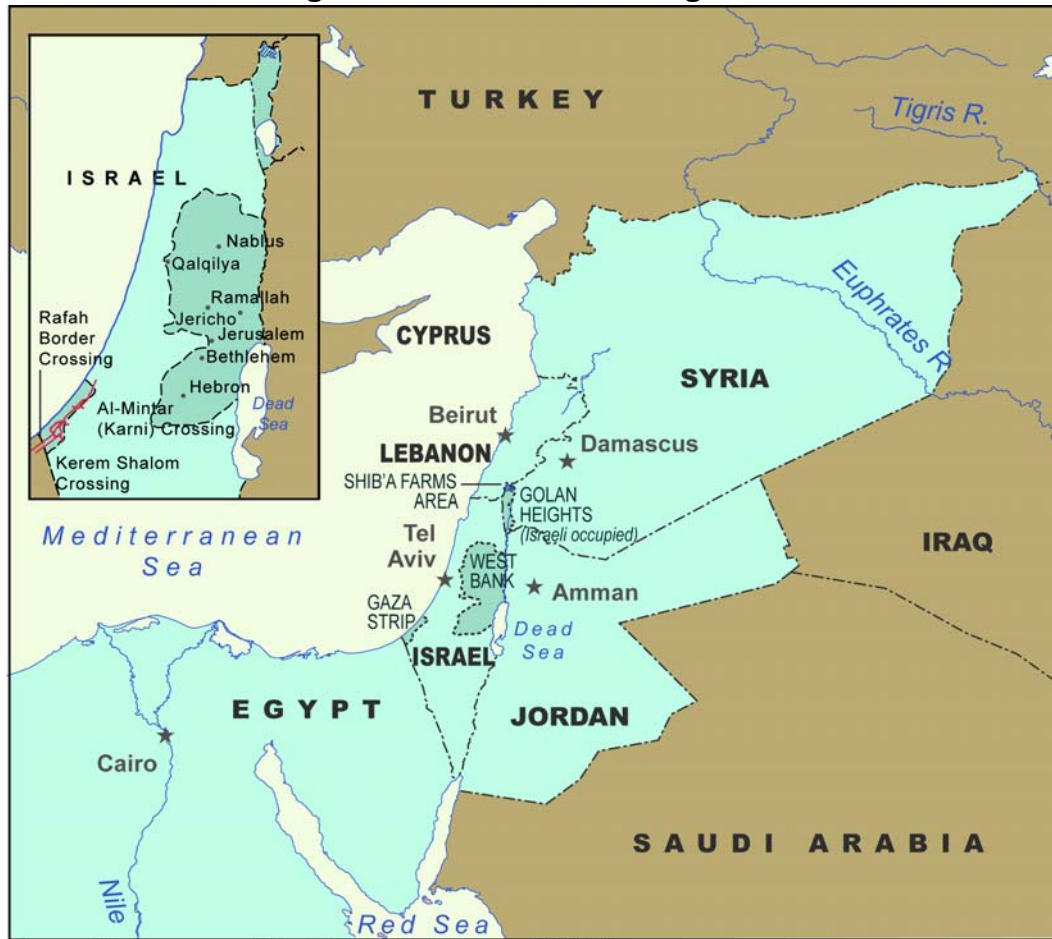 TURKEY
Tigris R.
ISRAEL
Nablus
Qalqilya
Ramallah
Jericho
Jerusalem
Bethlehem
Hebron
Rafah
Border
Crossing
Al-Mintar
(Karni) Crossing
Dead
Sea
Kerem Shalom
Crossing
CYPRUS
Euphrates R.
SYRIA
Beirut
Damascus
LEBANON
SHIB'A FARMS
AREA
GOLAN
HEIGHTS
(Israeli occupied)
Mediterranean
Sea
Tel
Aviv
WEST
BANK
IRAQ
Amman
GAZA
STRIP
Dead
Sea
ISRAEL
EGYPT
JORDAN
Cairo
SAUDI ARABIA
Nile
Red Sea